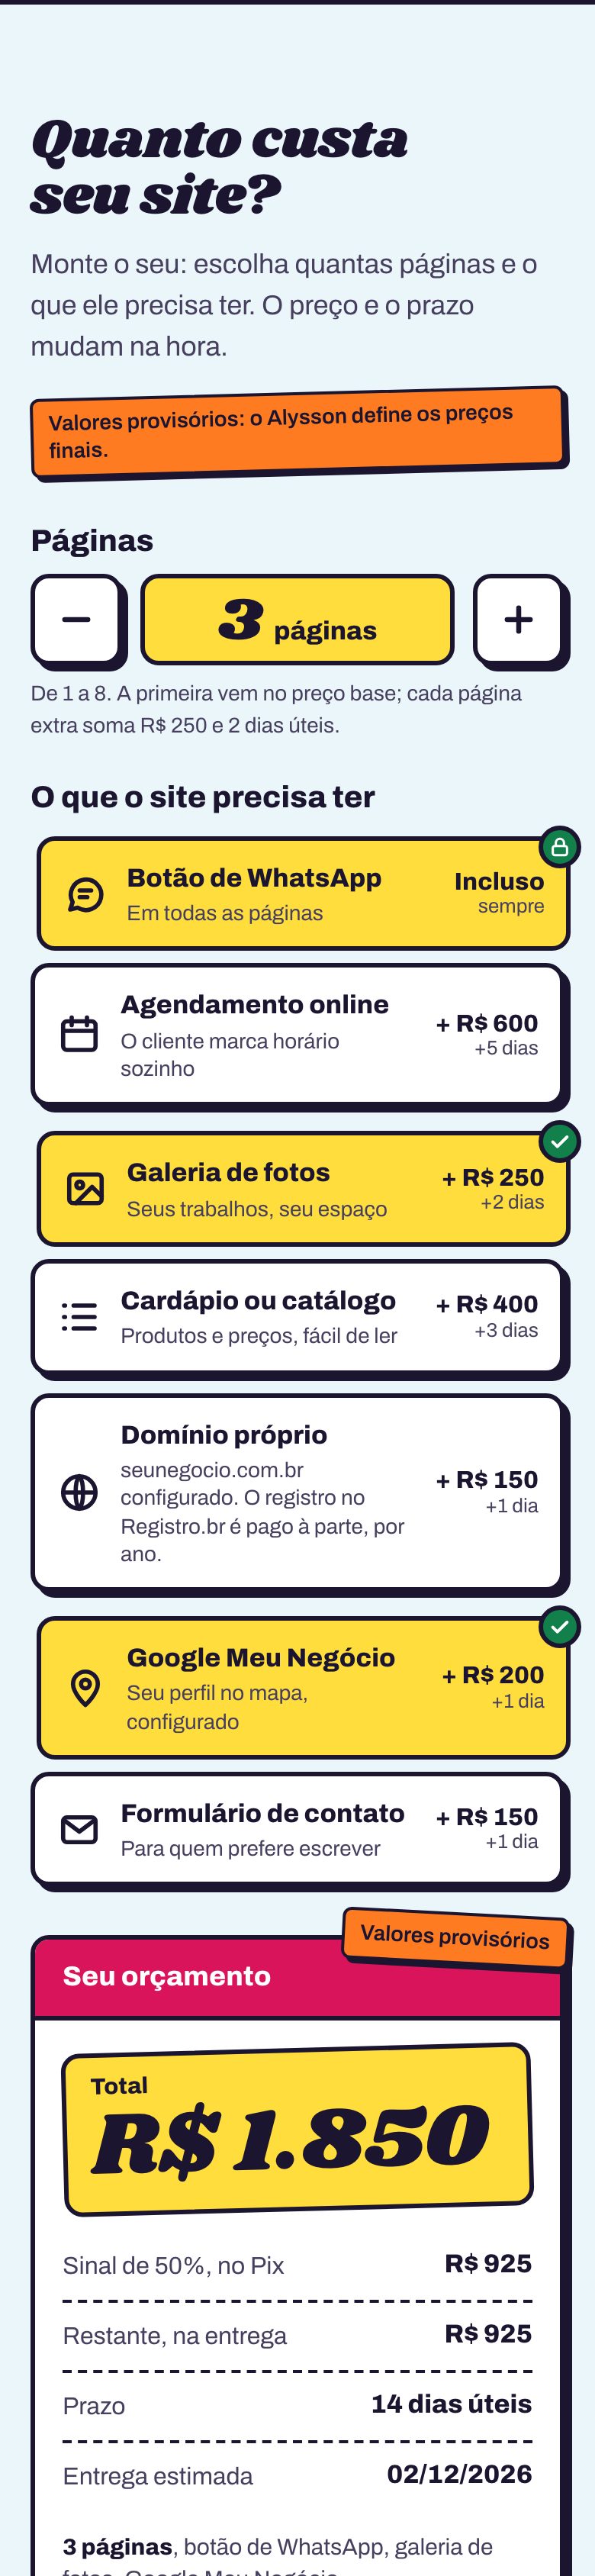 Quanto custa
seu site?
Monte o seu: escolha quantas páginas e o
que ele precisa ter. O preço e o prazo
mudam na hora.
Valores provisórios: o Alysson define os preços
finais.
Páginas
3 páginas
De 1 a 8. A primeira vem no preço base; cada página
extra soma R$ 250 e 2 dias úteis.
O que o site precisa ter
Botão de WhatsApp
Em todas as páginas
Incluso
sempre
Agendamento online
O cliente marca horário
sozinho
+ R$ 600
+5 dias
Galeria de fotos
Seus trabalhos, seu espaço
+ R$ 250
+2 dias
Cardápio ou catálogo
Produtos e preços, fácil de ler
+ R$ 400
+3 dias
Domínio próprio
seunegocio.com.br
configurado. O registro no
Registro.br é pago à parte, por
ano.
+ R$ 150
+1 dia
Google Meu Negócio
Seu perfil no mapa,
configurado
+ R$ 200
+1 dia
Formulário de contato
Para quem prefere escrever
+ R$ 150
+1 dia
Valores provisórios
Seu orçamento
Total
R$ 1.850
Sinal de 50%, no Pix R$ 925
Restante, na entrega R$ 925
Prazo 14 dias úteis
Entrega estimada 02/12/2026
3 páginas, botão de WhatsApp, galeria de